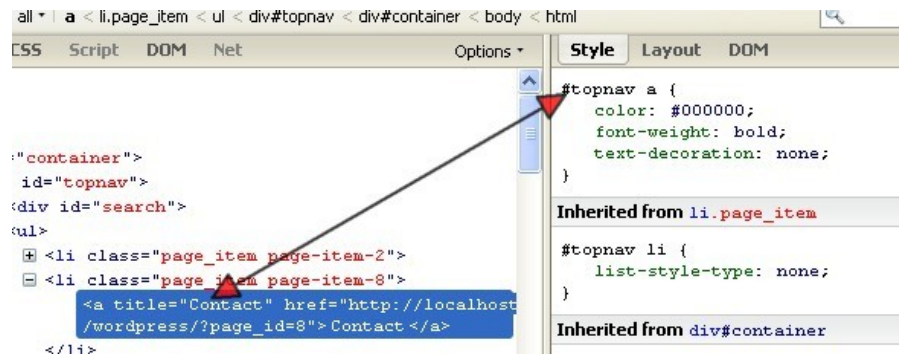 all a < li.page_item < ul < div#topnav < div#container < body < html
CSS Script DOM Net Options
="container">
id="topnav">
<div id="search">
<ul>
<li class="page_item page-item-2">
<li class="page_item page-item-8">
<a title="Contact" href="http://localhost
/wordpress/?page_id=8">Contact</a>
</li>
Style Layout DOM
#topnav a {
color: #000000;
font-weight: bold;
text-decoration: none;
}
Inherited from li.page_item
#topnav li {
list-style-type: none;
}
Inherited from div#container